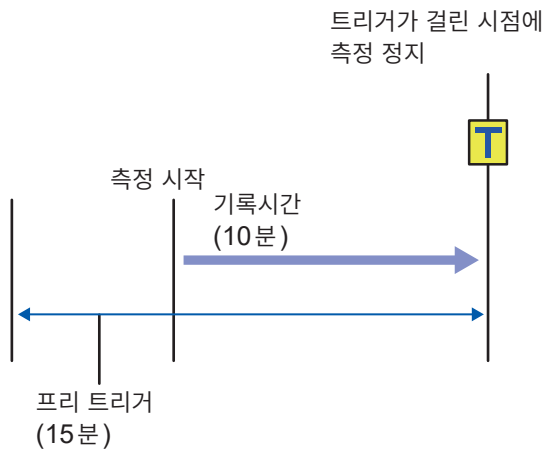 트리거가 걸린 시점에
측정 정지
T
측정 시작
기록시간
(10분)
프리 트리거
(15분)